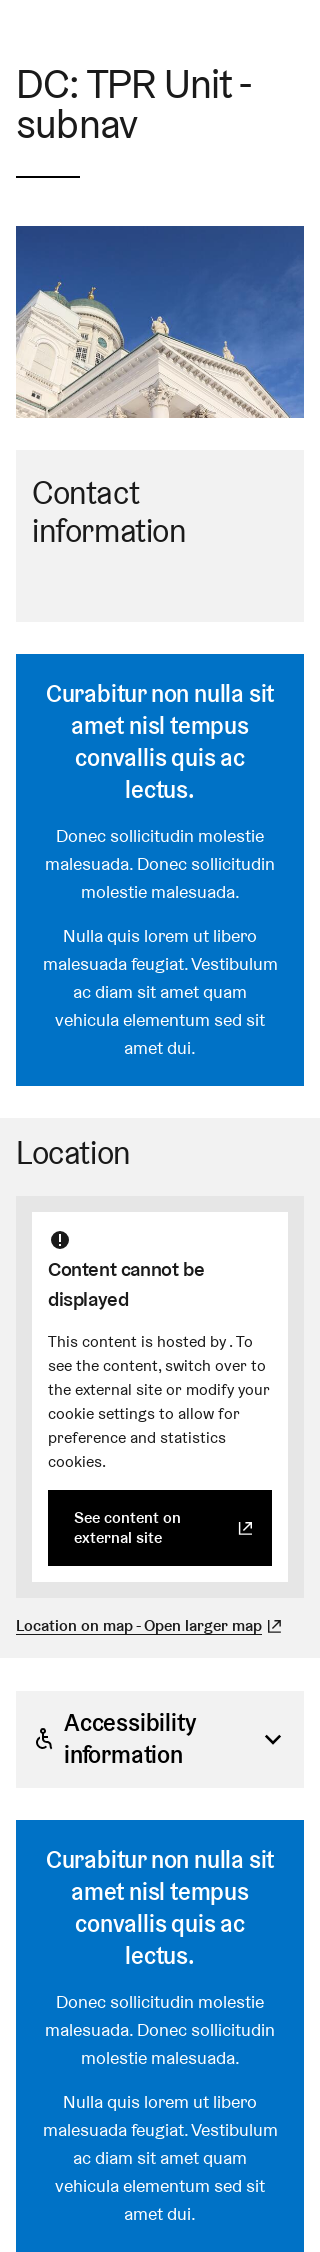 DC: TPR Unit -
subnav
Contact
information
Curabitur non nulla sit
amet nisl tempus
convallis quis ac
lectus.
Donec sollicitudin molestie
malesuada. Donec sollicitudin
molestie malesuada.
Nulla quis lorem ut libero
malesuada feugiat. Vestibulum
ac diam sit amet quam
vehicula elementum sed sit
amet dui.
Location
Content cannot be
displayed
This content is hosted by . To
see the content, switch over to
the external site or modify your
cookie settings to allow for
preference and statistics
cookies.
See content on
external site
Location on map - Open larger map
Accessibility
information
Curabitur non nulla sit
amet nisl tempus
convallis quis ac
lectus.
Donec sollicitudin molestie
malesuada. Donec sollicitudin
molestie malesuada.
Nulla quis lorem ut libero
malesuada feugiat. Vestibulum
ac diam sit amet quam
vehicula elementum sed sit
amet dui.